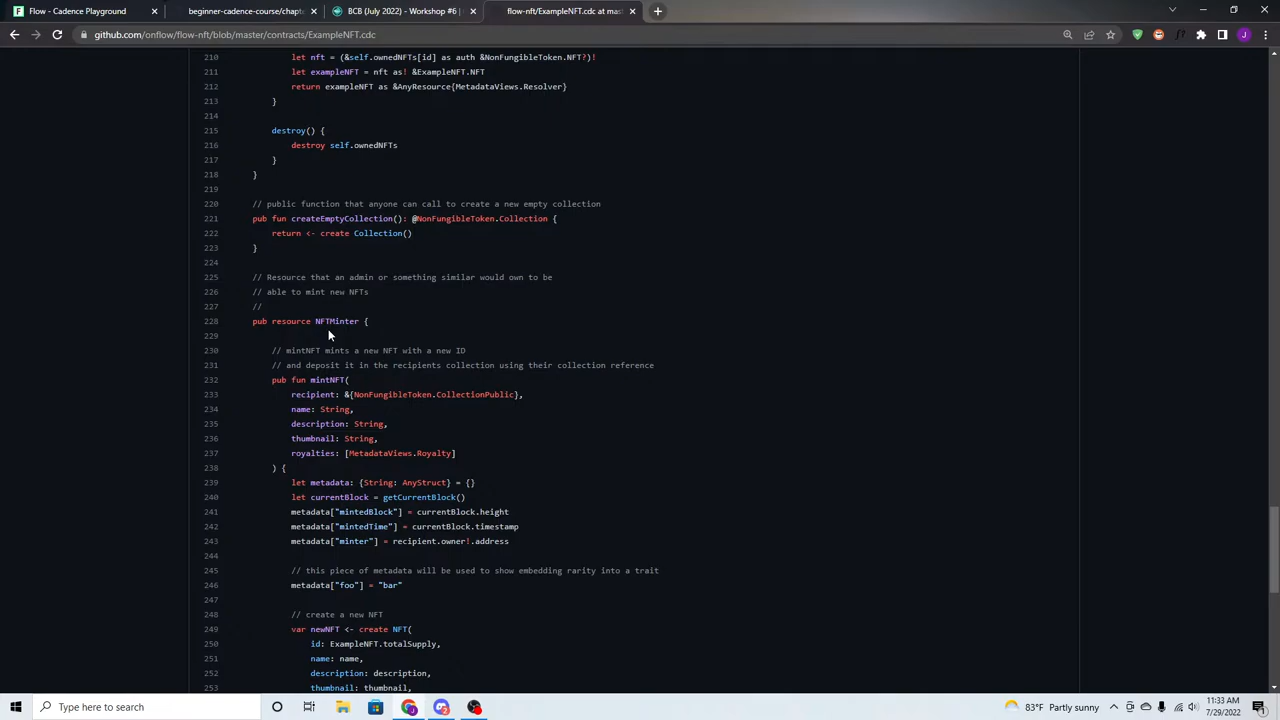 Flow - Cadence Playground
beginner-cadence-course/chapte
BCB (July 2022) - Workshop #6 |
flow-nft/ExampleNFT.cdc at mast
github.com/onflow/flow-nft/blob/master/contracts/ExampleNFT.cdc
210 let nft = (&self.ownedNFTs[id] as auth &NonFungibleToken.NFT?)!
211 let exampleNFT = nft as! &ExampleNFT.NFT
212 return exampleNFT as &AnyResource{MetadataViews.Resolver}
213 }
214
215 destroy() {
216 destroy self.ownedNFTs
217 }
218 }
219
220 // public function that anyone can call to create a new empty collection
221 pub fun createEmptyCollection(): @NonFungibleToken.Collection {
222 return <- create Collection()
223 }
224
225 // Resource that an admin or something similar would own to be
226 // able to mint new NFTs
227 //
228 pub resource NFTMinter {
229
230 // mintNFT mints a new NFT with a new ID
231 // and deposit it in the recipients collection using their collection reference
232 pub fun mintNFT(
233 recipient: &{NonFungibleToken.CollectionPublic},
234 name: String,
235 description: String,
236 thumbnail: String,
237 royalties: [MetadataViews.Royalty]
238 ) {
239 let metadata: {String: AnyStruct} = {}
240 let currentBlock = getCurrentBlock()
241 metadata["mintedBlock"] = currentBlock.height
242 metadata["mintedTime"] = currentBlock.timestamp
243 metadata["minter"] = recipient.owner!.address
244
245 // this piece of metadata will be used to show embedding rarity into a trait
246 metadata["foo"] = "bar"
247
248 // create a new NFT
249 var newNFT <- create NFT(
250 id: ExampleNFT.totalSupply,
251 name: name,
252 description: description,
253 thumbnail: thumbnail,
Type here to search
83°F Partly sunny
11:33 AM
7/29/2022